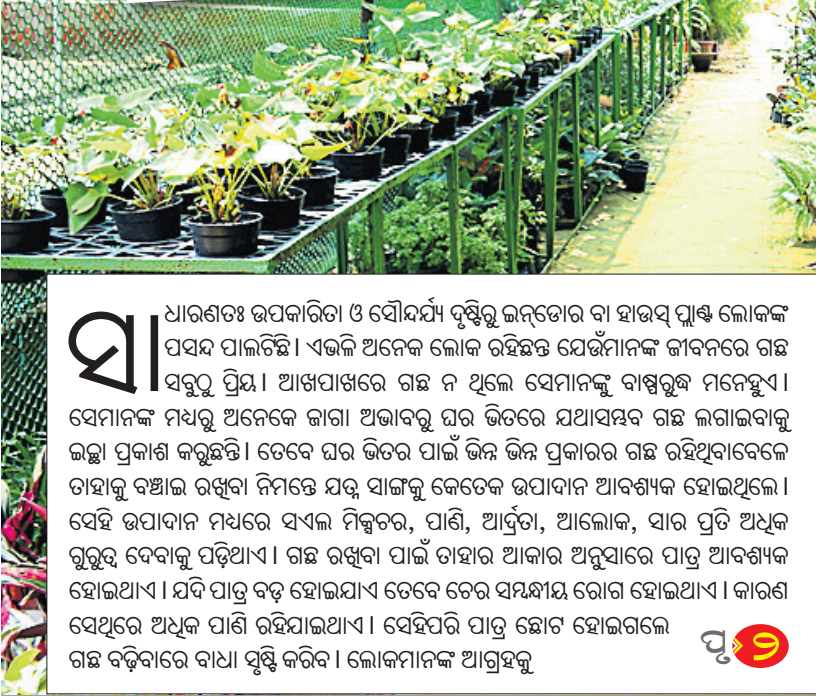 ସାଧାରଣତଃ ଉପକାରିତା ଓ ସୌନ୍ଦର୍ଯ୍ୟ ଦୃଷ୍ଟିରୁ ଇନ୍‌ଡୋର ବା ହାଉସ୍ ପ୍ଲାଣ୍ଟ ଲୋକଙ୍କ
ପସନ୍ଦ ପାଲଟିଛି। ଏଭଳି ଅନେକ ଲୋକ ରହିଛନ୍ତି ଯେଉଁମାନଙ୍କ ଜୀବନରେ ଗଛ
ସବୁଠୁ ପ୍ରିୟ। ଆଖପାଖରେ ଗଛ ନ ଥିଲେ ସେମାନଙ୍କୁ ବାଷ୍ପରୁଦ୍ଧ ମନେହୁଏ।
ସେମାନଙ୍କ ମଧ୍ୟରୁ ଅନେକେ ଜାଗା ଅଭାବରୁ ଘର ଭିତରେ ଯଥାସମ୍ଭବ ଗଛ ଲଗାଇବାକୁ
ଇଚ୍ଛା ପ୍ରକାଶ କରୁଛନ୍ତି। ତେବେ ଘର ଭିତର ପାଇଁ ଭିନ୍ନ ଭିନ୍ନ ପ୍ରକାରର ଗଛ ରହିଥିବାବେଳେ
ତାହାକୁ ବଞ୍ଚାଇ ରଖିବା ନିମନ୍ତେ ଯତ୍ନ ସାଙ୍ଗକୁ କେତେକ ଉପାଦାନ ଆବଶ୍ୟକ ହୋଇଥିଲେ।
ସେହି ଉପାଦାନ ମଧ୍ୟରେ ସଏଲ ମିକ୍ସଚର, ପାଣି, ଆର୍ଦ୍ରତା, ଆଲୋକ, ସାର ପ୍ରତି ଅଧିକ
ଗୁରୁତ୍ୱ ଦେବାକୁ ପଡ଼ିଥାଏ। ଗଛ ରଖିବା ପାଇଁ ତାହାର ଆକାର ଅନୁସାରେ ପାତ୍ର ଆବଶ୍ୟକ
ହୋଇଥାଏ। ଯଦି ପାତ୍ର ବଡ଼ ହୋଇଯାଏ ତେବେ ଚେର ସମ୍ବନ୍ଧୀୟ ରୋଗ ହୋଇଥାଏ। କାରଣ
ସେଥିରେ ଅଧିକ ପାଣି ରହିଯାଇଥାଏ। ସେହିପରି ପାତ୍ର ଛୋଟ ହୋଇଗଲେ
ଗଛ ବଢ଼ିବାରେ ବାଧା ସୃଷ୍ଟି କରିବ। ଲୋକମାନଙ୍କ ଆଗ୍ରହକୁ
ପୃ ୭